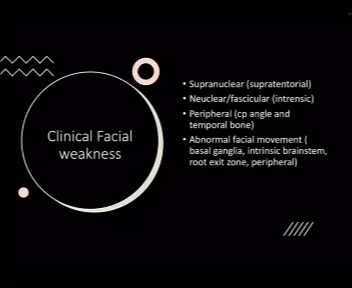 Clinical Facial
weakness
• Supranuclear (supratentorial)
• Neuclear/fascicular (intrensic)
• Peripheral (cp angle and
temporal bone)
• Abnormal facial movement (
basal ganglia, intrinsic brainstem,
root exit zone, peripheral)